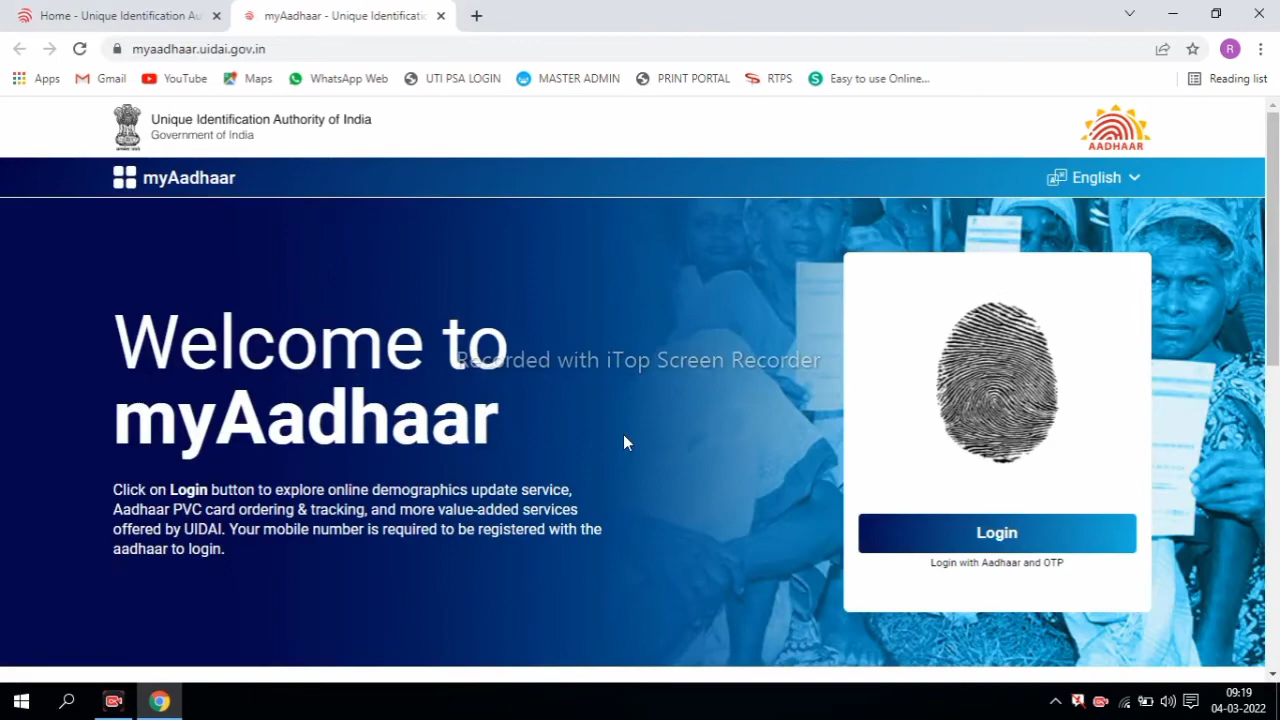 Home - Unique Identification Au
myAadhaar - Unique Identificatic
myaadhaar.uidai.gov.in
R
Apps
Gmail
YouTube
Maps
WhatsApp Web
UTI PSA LOGIN
MASTER ADMIN
PRINT PORTAL
RTPS
S
Easy to use Online...
Reading list
Unique Identification Authority of India
Government of India
AADHAAR
myAadhaar
English
Welcome to
myAadhaar
Recorded with iTop Screen Recorder
Click on Login button to explore online demographics update service,
Aadhaar PVC card ordering & tracking, and more value-added services
offered by UIDAI. Your mobile number is required to be registered with the
aadhaar to login.
Login
Login with Aadhaar and OTP
09:19
04-03-2022